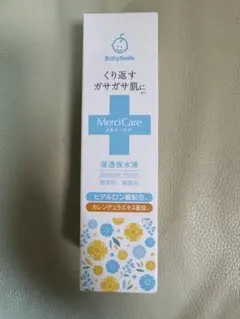 BabySmile
くり返す
ガサガサ肌に
MerciCare
メルシーケア
浸透保水液
無香料・無着色
ヒアルロン酸配合
カレンデュラエキス配合